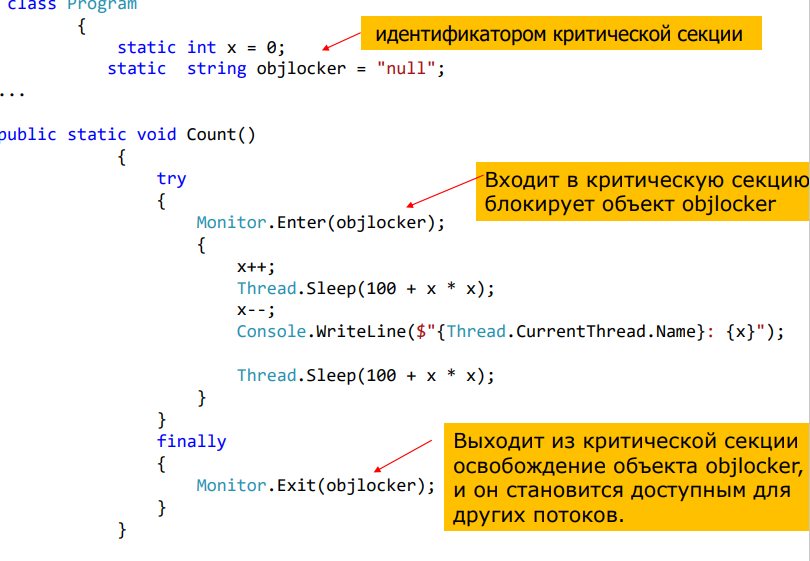 class Program
{
идентификатором критической секции
static int x = 0;
static string objlocker = "null";
...
public static void Count()
{
try
{
Входит в критическую секцию
блокирует объект objlocker
Monitor.Enter(objlocker);
{
x++;
Thread.Sleep(100 + x * x);
x--;
Console.WriteLine($"{Thread.CurrentThread.Name}: {x}");
Thread.Sleep(100 + x * x);
}
}
finally
{
Выходит из критической секции
освобождение объекта objlocker,
и он становится доступным для
других потоков.
Monitor.Exit(objlocker);
}
}